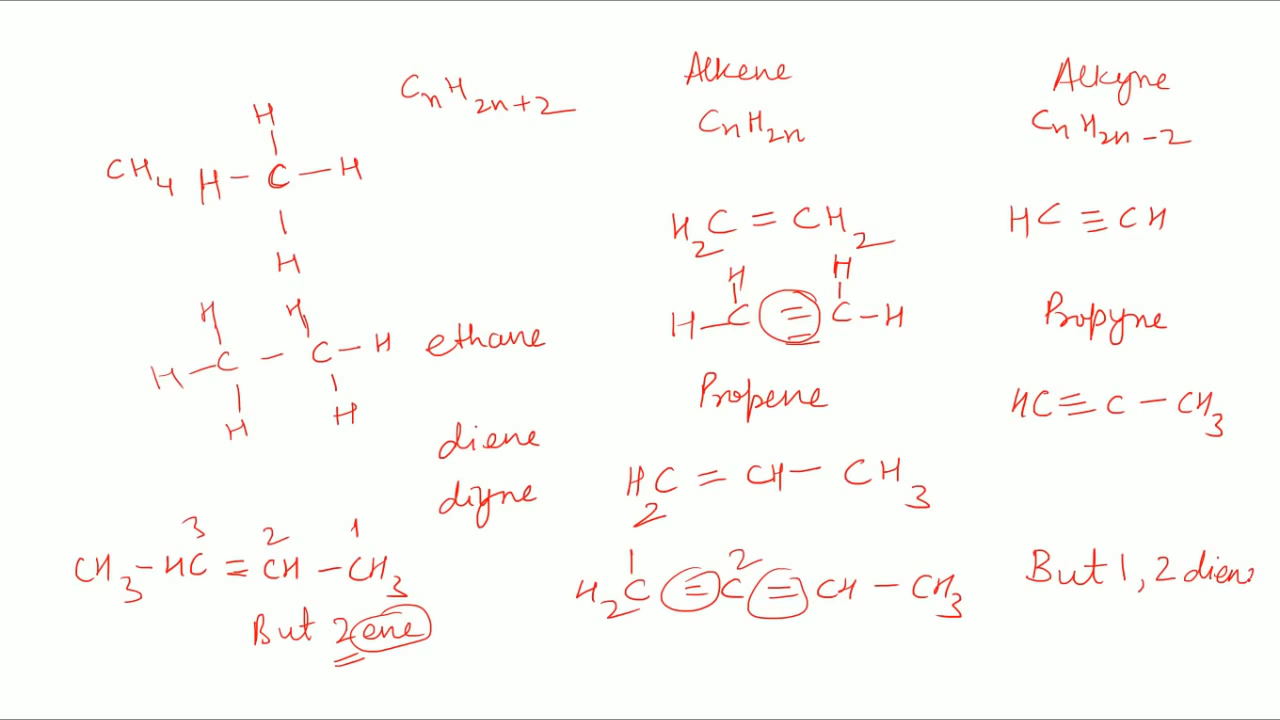 CnH2n+2
H
CH4 H – C – H
H
H H
H – C – C – H ethane
H H
diene
diyne
3 2 1
CH3 – HC = CH – CH3
But 2 ene
Alkene
CnH2n
H2C = CH2
H H
H – C = C – H
Propene
H2C = CH – CH3
1 2
H2C = C = CH – CH3
Alkyne
CnH2n-2
HC ≡ CH
Propyne
HC ≡ C – CH3
But 1, 2 diene